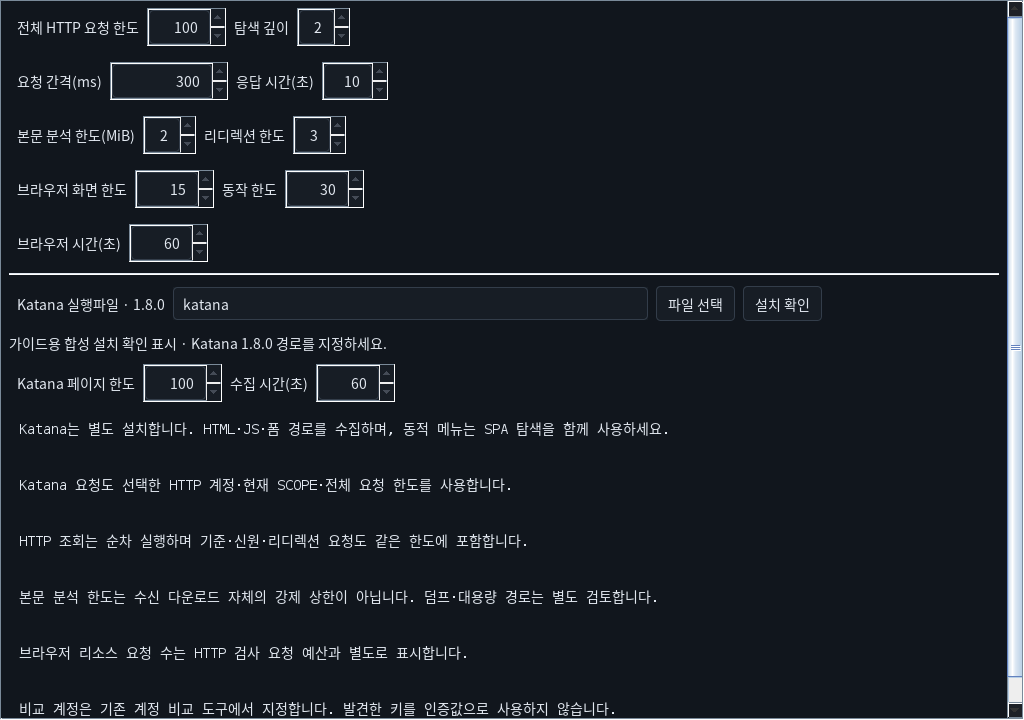 전체 HTTP 요청 한도 100 탐색 깊이 2
요청 간격(ms) 300 응답 시간(초) 10
본문 분석 한도(MiB) 2 리디렉션 한도 3
브라우저 화면 한도 15 동작 한도 30
브라우저 시간(초) 60
Katana 실행파일 · 1.8.0 katana 파일 선택 설치 확인
가이드용 합성 설치 확인 표시 · Katana 1.8.0 경로를 지정하세요.
Katana 페이지 한도 100 수집 시간(초) 60
Katana는 별도 설치합니다. HTML·JS·폼 경로를 수집하며, 동적 메뉴는 SPA 탐색을 함께 사용하세요.
Katana 요청도 선택한 HTTP 계정·현재 SCOPE·전체 요청 한도를 사용합니다.
HTTP 조회는 순차 실행하며 기준·신원·리디렉션 요청도 같은 한도에 포함합니다.
본문 분석 한도는 수신 다운로드 자체의 강제 상한이 아닙니다. 덤프·대용량 경로는 별도 검토합니다.
브라우저 리소스 요청 수는 HTTP 검사 요청 예산과 별도로 표시합니다.
비교 계정은 기존 계정 비교 도구에서 지정합니다. 발견한 키를 인증값으로 사용하지 않습니다.